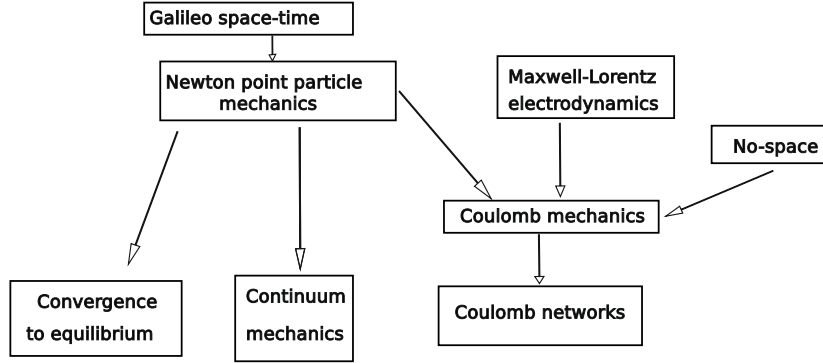 Galileo space-time
Newton point particle
mechanics
Maxwell-Lorentz
electrodynamics
No-space
Coulomb mechanics
Convergence
to equilibrium
Continuum
mechanics
Coulomb networks